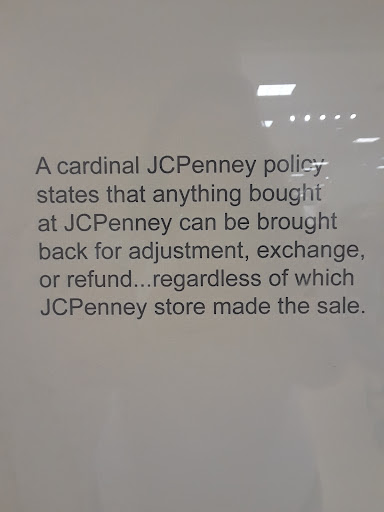 A cardinal JCPenney policy
states that anything bought
at JCPenney can be brought
back for adjustment, exchange,
or refund...regardless of which
JCPenney store made the sale.